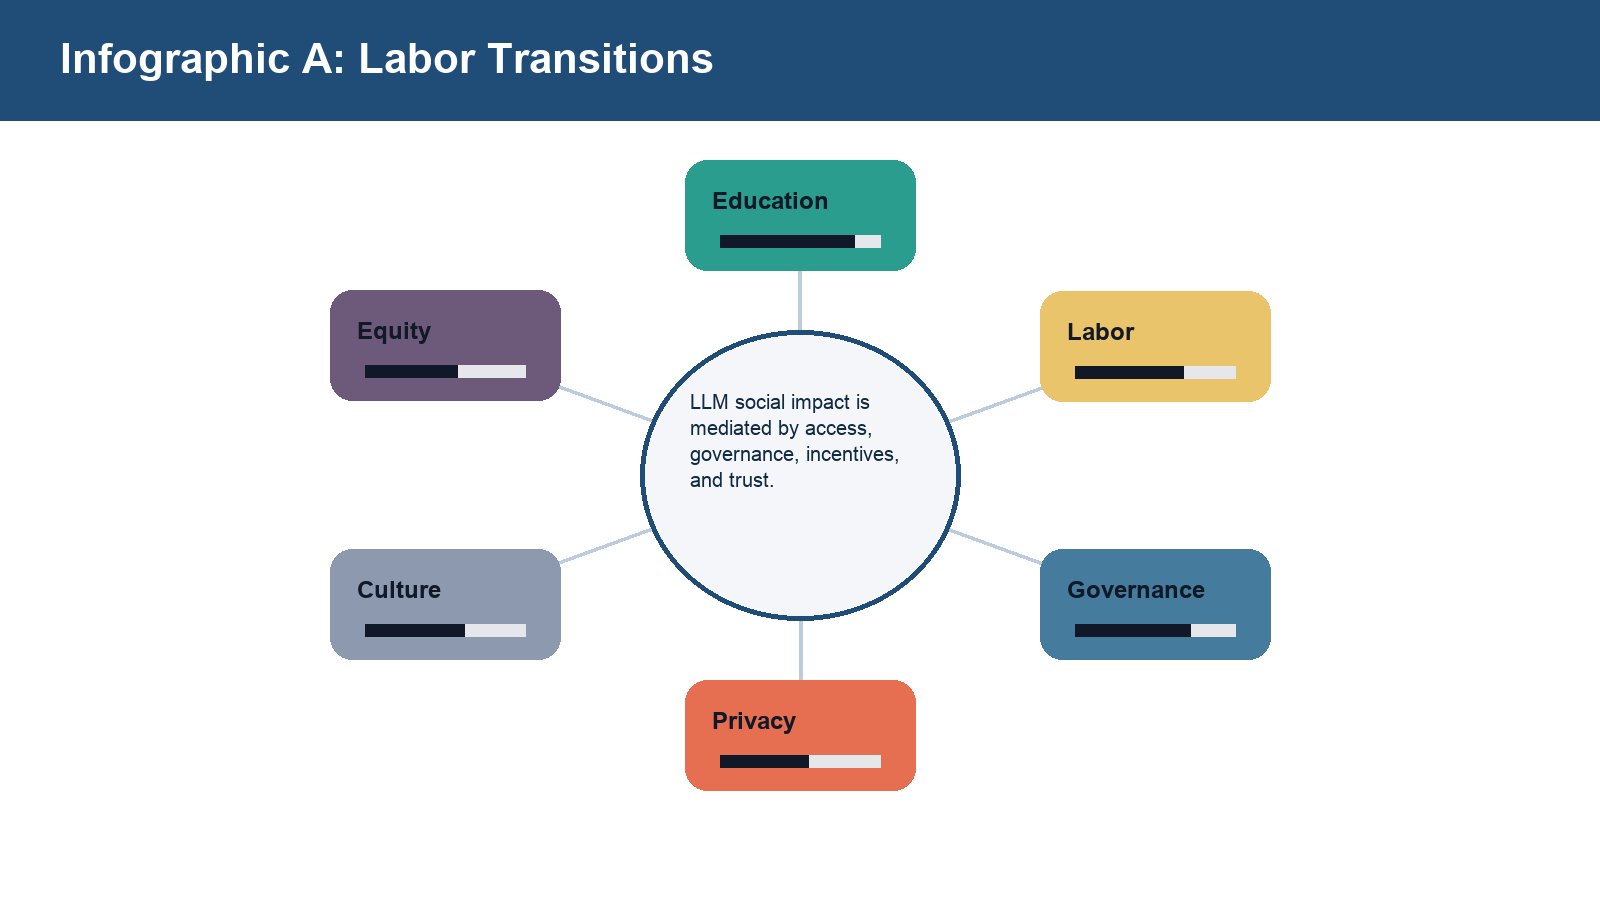 Infographic A: Labor Transitions
Education
Equity
Labor
LLM social impact is
mediated by access,
governance, incentives,
and trust.
Culture
Governance
Privacy